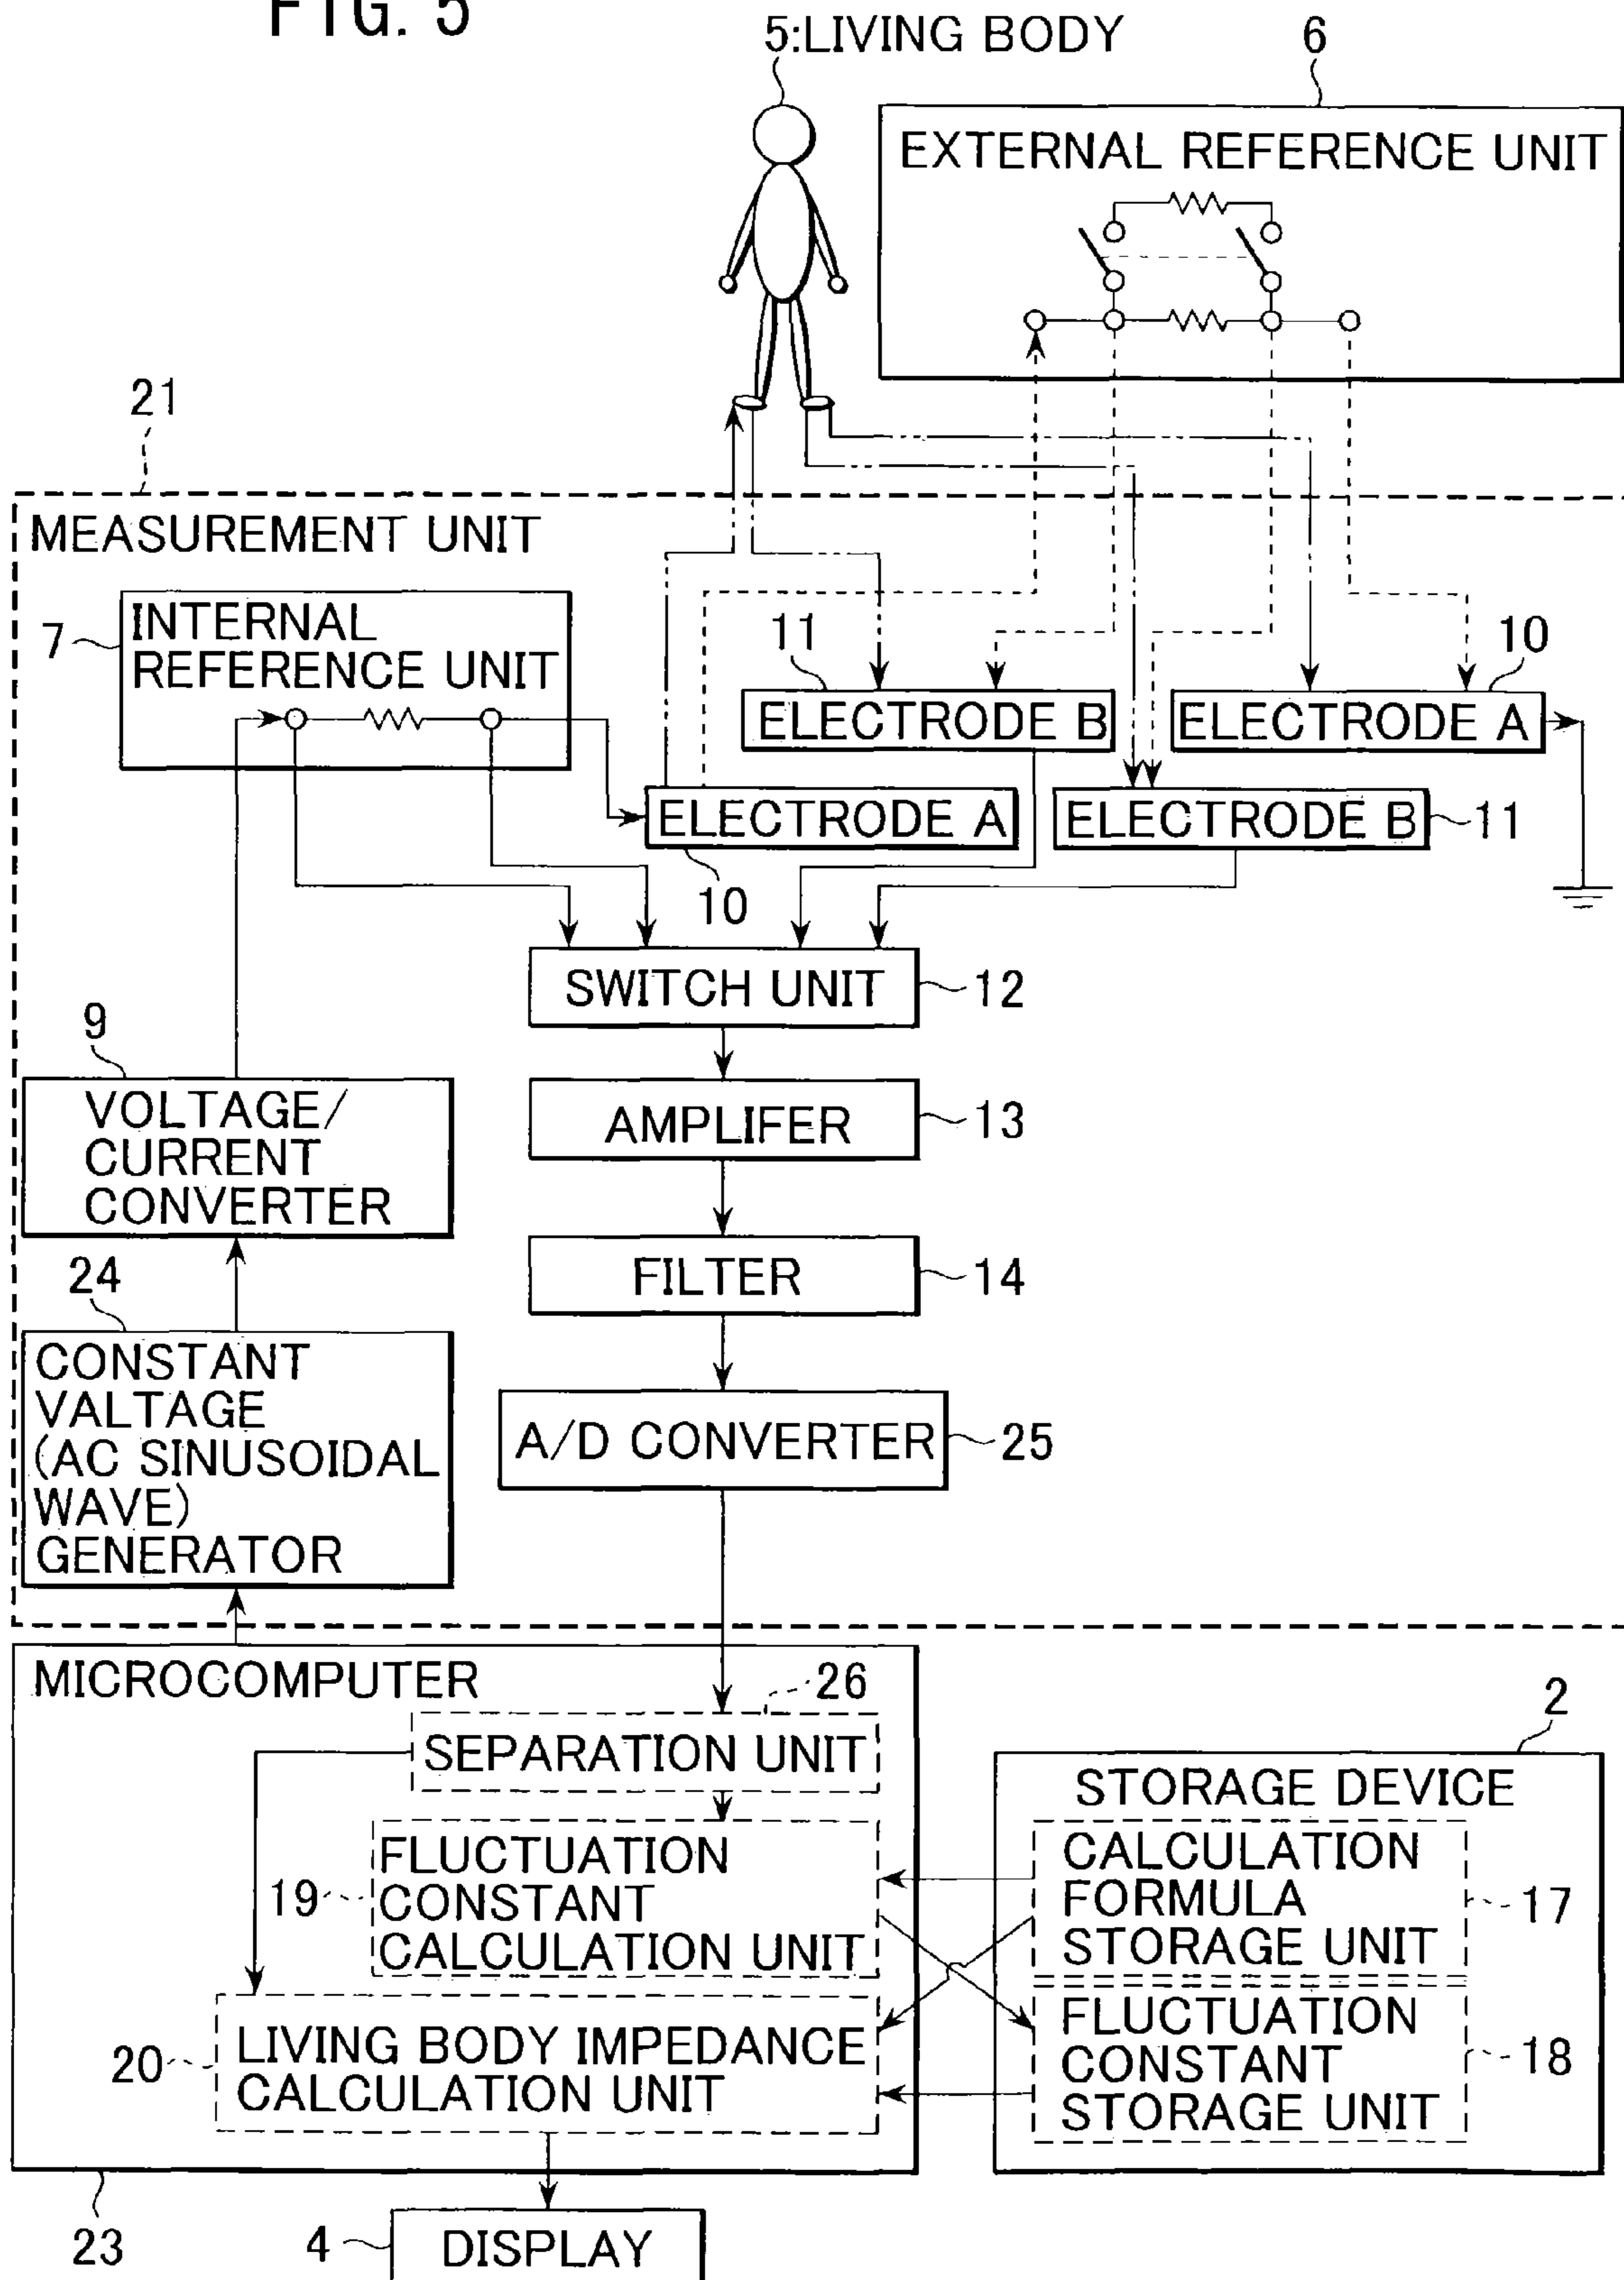 FIG. 5
5:LIVING BODY
6
EXTERNAL REFERENCE UNIT
21
MEASUREMENT UNIT
7
INTERNAL
REFERENCE UNIT
11
10
ELECTRODE B
ELECTRODE A
ELECTRODE A
ELECTRODE B
11
10
SWITCH UNIT
12
9
VOLTAGE/
CURRENT
CONVERTER
AMPLIFER
13
24
FILTER
14
CONSTANT
VALTAGE
(AC SINUSOIDAL
WAVE)
GENERATOR
A/D CONVERTER
25
MICROCOMPUTER
26
SEPARATION UNIT
2
STORAGE DEVICE
19
FLUCTUATION
CONSTANT
CALCULATION UNIT
CALCULATION
FORMULA
STORAGE UNIT
17
20
LIVING BODY IMPEDANCE
CALCULATION UNIT
FLUCTUATION
CONSTANT
STORAGE UNIT
18
23
4
DISPLAY